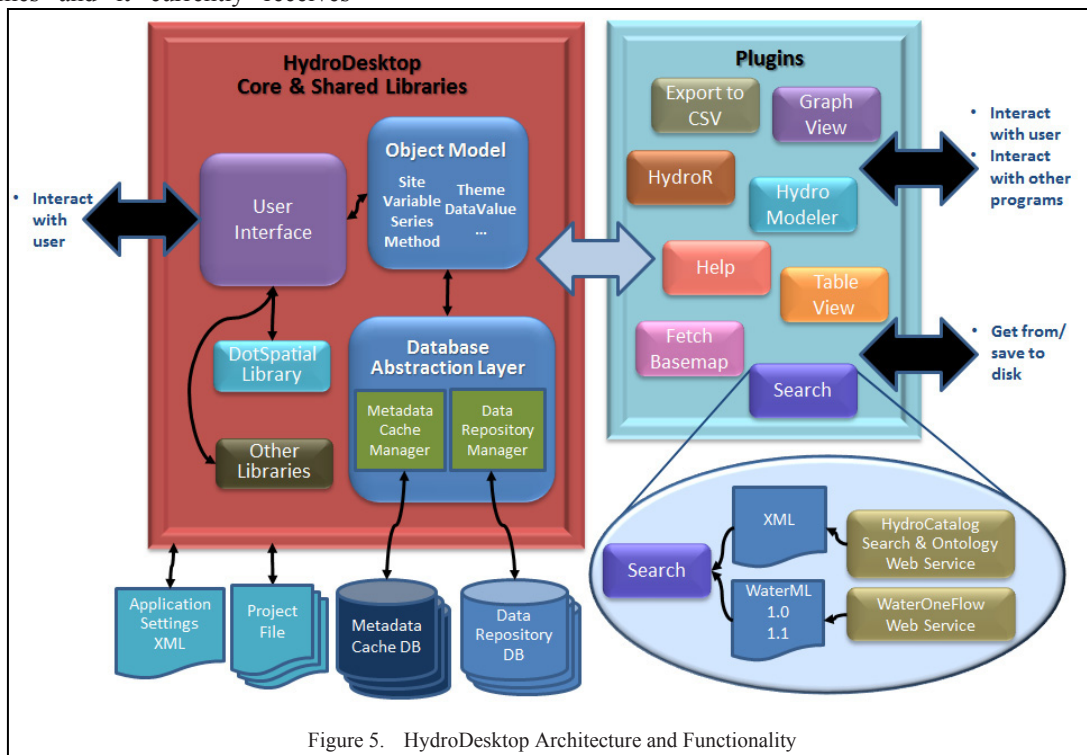 and it currently receives
HydroDesktop
Core & Shared Libraries
• Interact
with
user
User
Interface
Object Model
Site
Variable
Series
Method
Theme
DataValue
...
DotSpatial
Library
Other
Libraries
Database
Abstraction Layer
Metadata
Cache
Manager
Data
Repository
Manager
Application
Settings
XML
Project
File
Metadata
Cache DB
Data
Repository
DB
Plugins
Export to
CSV
Graph
View
HydroR
Hydro
Modeler
Help
Table
View
Fetch
Basemap
Search
• Interact
with user
• Interact
with other
programs
• Get from/
save to
disk
Search
XML
HydroCatalog
Search & Ontology
Web Service
WaterML
1.0
1.1
WaterOneFlow
Web Service
Figure 5. HydroDesktop Architecture and Functionality